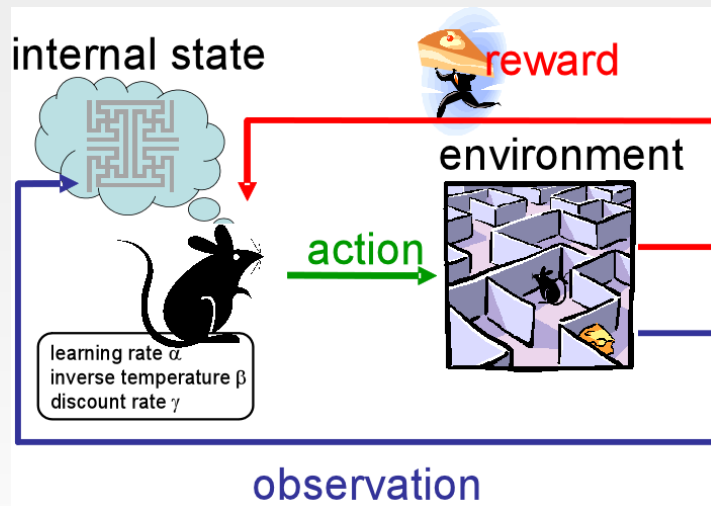 internal state
reward
environment
action
learning rate α
inverse temperature β
discount rate γ
observation